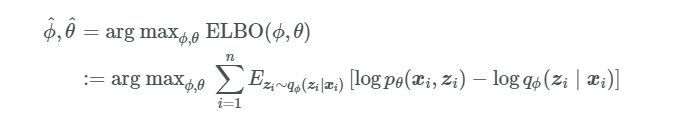 ϕ̂, θ̂ = arg max_{ϕ,θ} ELBO(ϕ, θ)
:= arg max_{ϕ,θ} ∑_{i=1}^{n} E_{z_i∼q_ϕ(z_i|x_i)} [log p_θ(x_i, z_i) − log q_ϕ(z_i | x_i)]